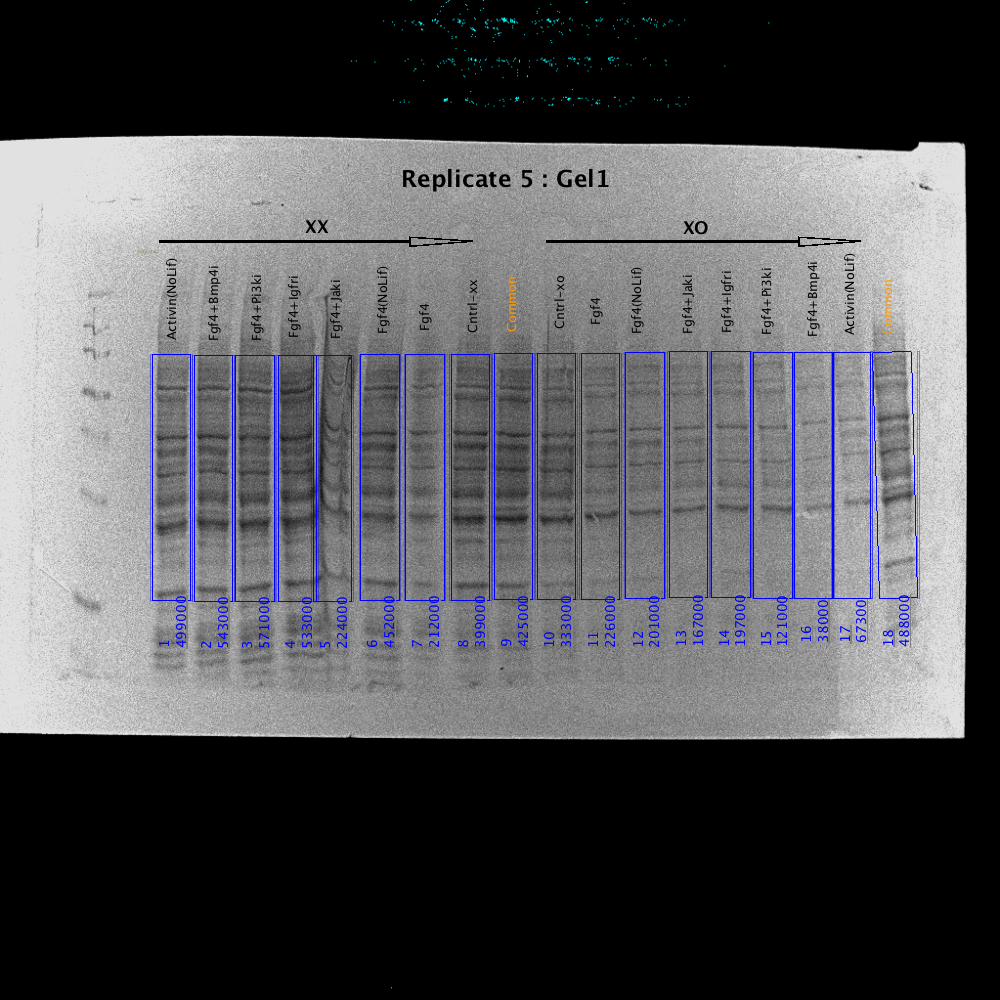 Replicate 5 : Gel1
XX
XO
Activin(NoLif)
Fgf4+Bmp4i
Fgf4+Pi3ki
Fgf4+Igfri
Fgf4+Jaki
Fgf4(NoLif)
Fgf4
Cntrl-xx
Common
Cntrl-xo
Fgf4
Fgf4(NoLif)
Fgf4+Jaki
Fgf4+Igfri
Fgf4+Pi3ki
Fgf4+Bmp4i
Activin(NoLif)
Common
1
499000
2
543000
3
571000
4
533000
5
224000
6
452000
7
212000
8
399000
9
425000
10
333000
11
226000
12
201000
13
167000
14
197000
15
121000
16
38000
17
67300
18
488000